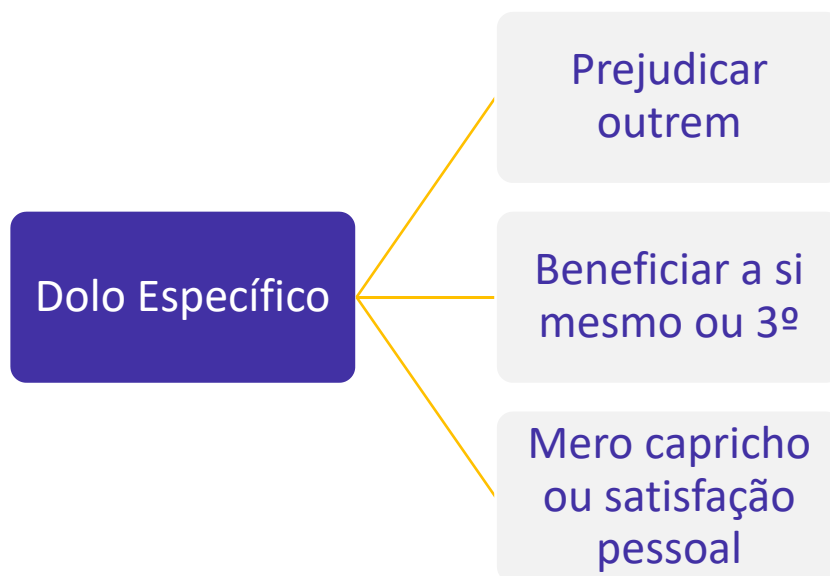 Prejudicar
outrem
Dolo Específico
Beneficiar a si
mesmo ou 3º
Mero capricho
ou satisfação
pessoal